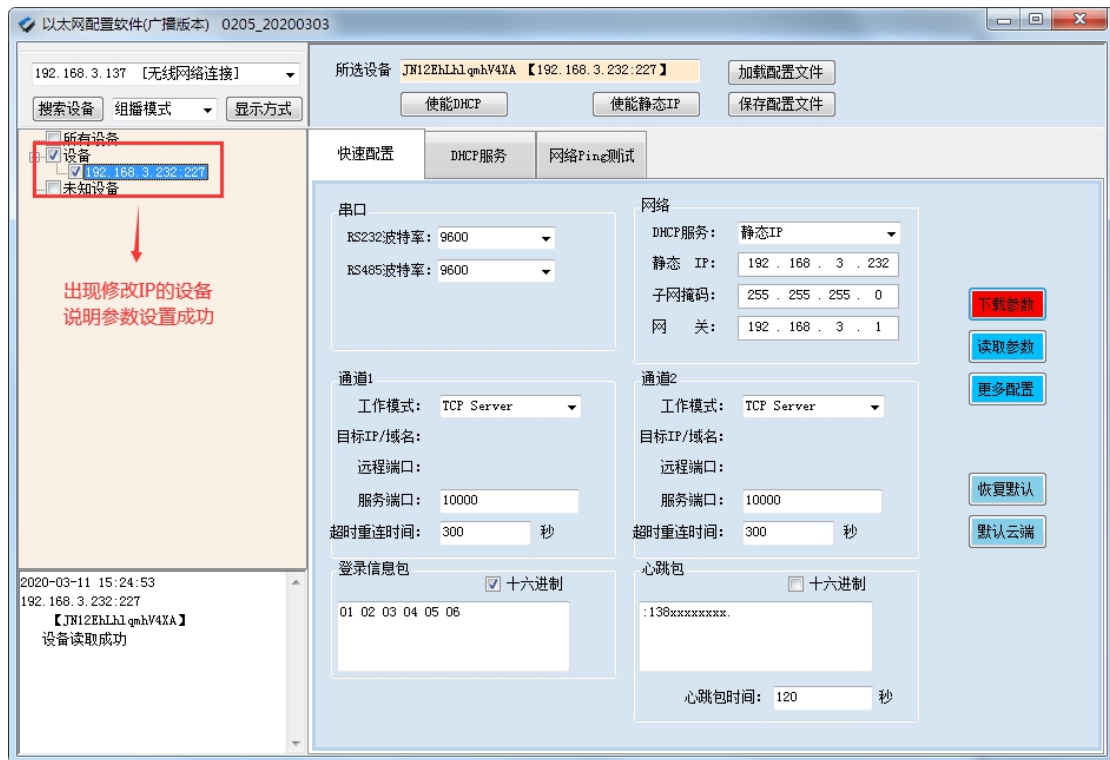 以太网配置软件(广播版本) 0205_20200303
192.168.3.137 [无线网络连接]
搜索设备 组播模式 显示方式
所选设备 JN12EhLhlqmhV4XA 【192.168.3.232:227】 加载配置文件
使能DHCP 使能静态IP 保存配置文件
所有设备
设备
192.168.3.232:227
未知设备
出现修改IP的设备
说明参数设置成功
快速配置 DHCP服务 网络Ping测试
串口
RS232波特率: 9600
RS485波特率: 9600
网络
DHCP服务: 静态IP
静态 IP: 192 . 168 . 3 . 232
子网掩码: 255 . 255 . 255 . 0
网 关: 192 . 168 . 3 . 1
下载参数
读取参数
更多配置
恢复默认
默认云端
通道1
工作模式: TCP Server
目标IP/域名:
远程端口:
服务端口: 10000
超时重连时间: 300 秒
通道2
工作模式: TCP Server
目标IP/域名:
远程端口:
服务端口: 10000
超时重连时间: 300 秒
登录信息包
十六进制
01 02 03 04 05 06
心跳包
十六进制
:138xxxxxxxx.
心跳包时间: 120 秒
2020-03-11 15:24:53
192.168.3.232:227
【JN12EhLhlqmhV4XA】
设备读取成功